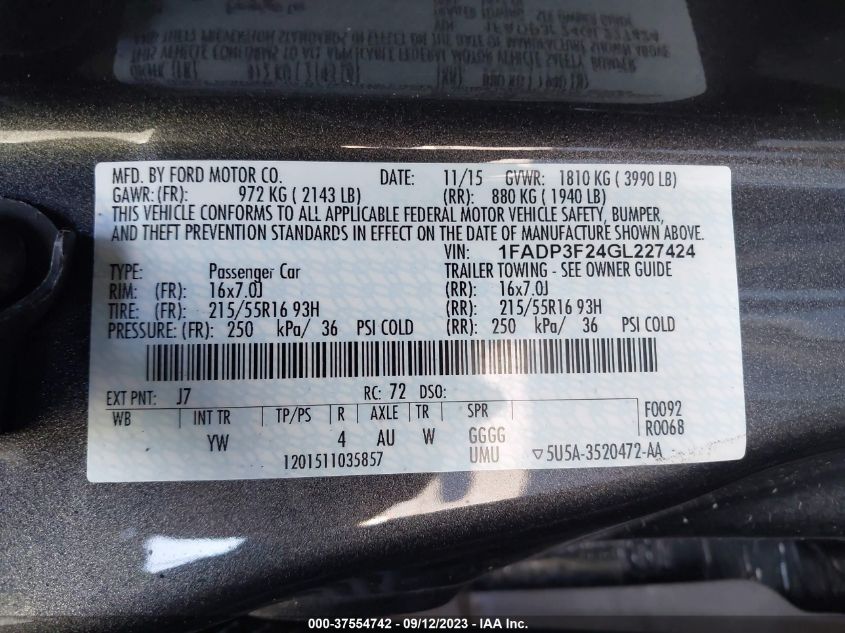 MFD. BY FORD MOTOR CO. DATE: 11/15 GVWR: 1810 KG ( 3990 LB)
GAWR: (FR): 972 KG ( 2143 LB) (RR): 880 KG ( 1940 LB)
THIS VEHICLE CONFORMS TO ALL APPLICABLE FEDERAL MOTOR VEHICLE SAFETY, BUMPER,
AND THEFT PREVENTION STANDARDS IN EFFECT ON THE DATE OF MANUFACTURE SHOWN ABOVE.
VIN: 1FADP3F24GL227424
TYPE: Passenger Car TRAILER TOWING - SEE OWNER GUIDE
RIM: (FR): 16x7.0J (RR): 16x7.0J
TIRE: (FR): 215/55R16 93H (RR): 215/55R16 93H
PRESSURE: (FR): 250 kPa/ 36 PSI COLD (RR): 250 kPa/ 36 PSI COLD
EXT PNT: J7 RC: 72 DSO:
WB INT TR TP/PS R AXLE TR SPR F0092
YW 4 AU W GGGG R0068
1201511035857 UMU ▽5U5A-3520472-AA
000-37554742 - 09/12/2023 - IAA Inc.